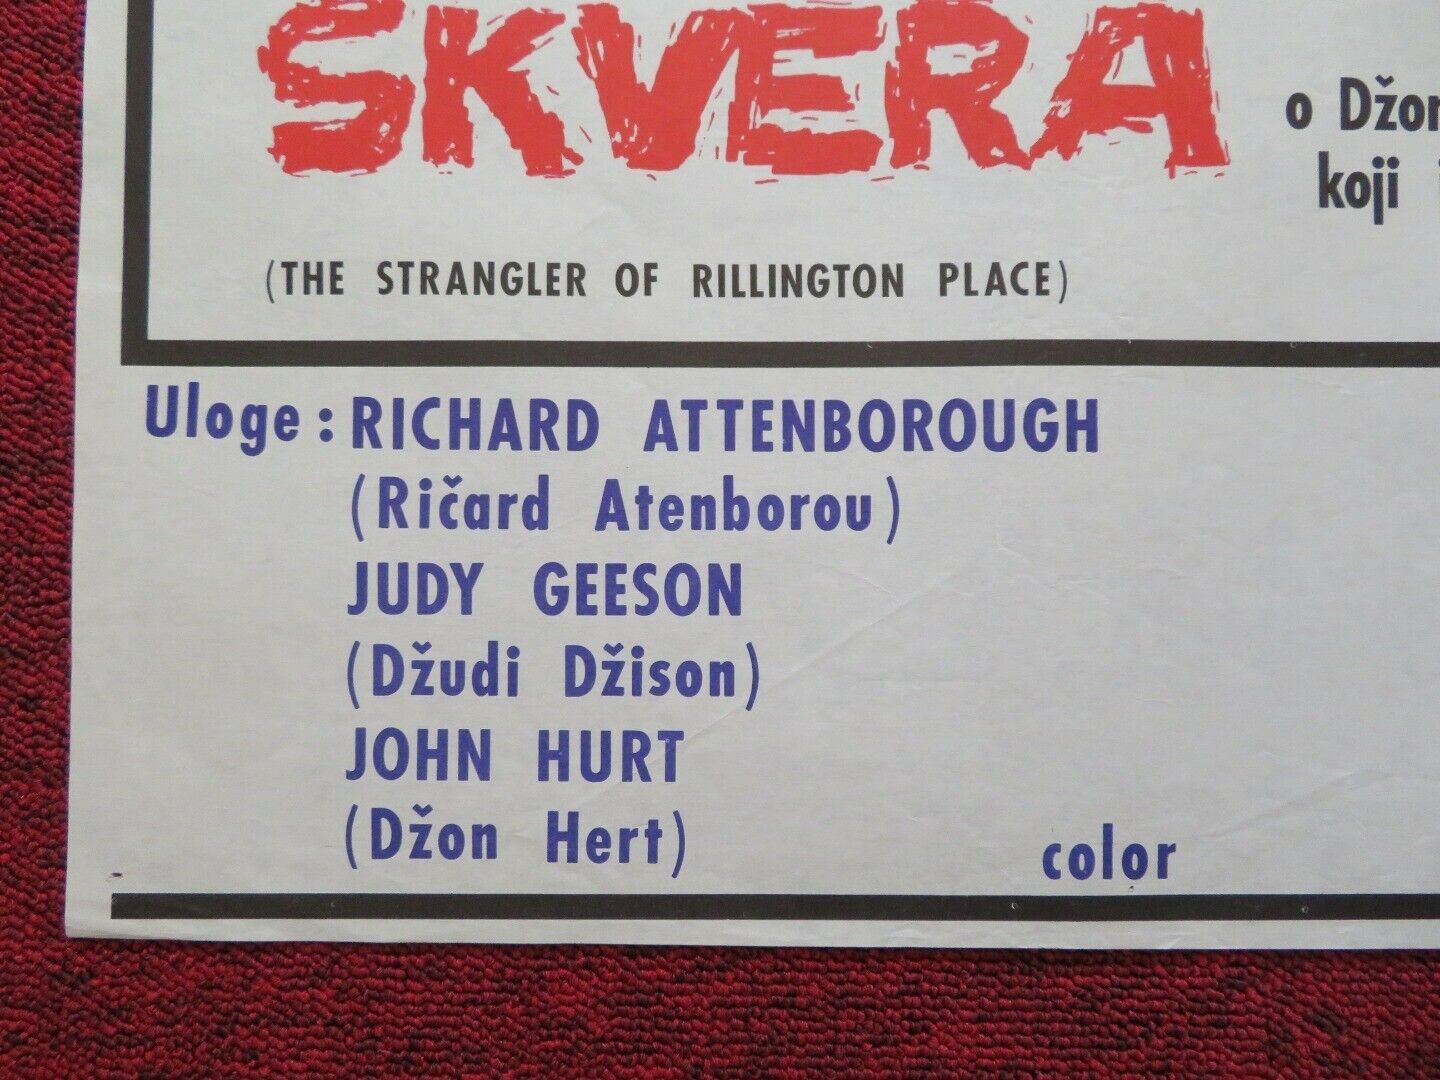 SKVERA
o Džon
koji
(THE STRANGLER OF RILLINGTON PLACE)
Uloge : RICHARD ATTENBOROUGH
(Ričard Atenborou)
JUDY GEESON
(Džudi Džison)
JOHN HURT
(Džon Hert)
color